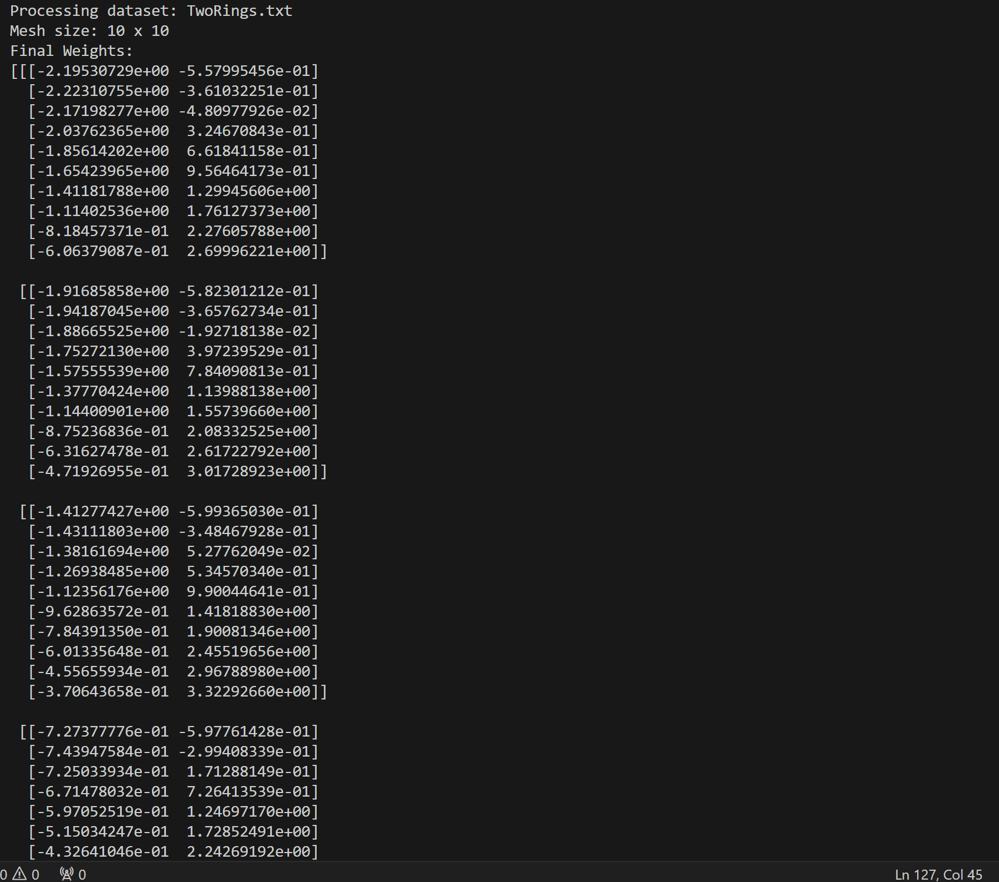 Processing dataset: TwoRings.txt
Mesh size: 10 x 10
Final Weights:
[[[-2.19530729e+00 -5.57995456e-01]
  [-2.22310755e+00 -3.61032251e-01]
  [-2.17198277e+00 -4.80977926e-02]
  [-2.03762365e+00  3.24670843e-01]
  [-1.85614202e+00  6.61841158e-01]
  [-1.65423965e+00  9.56464173e-01]
  [-1.41181788e+00  1.29945606e+00]
  [-1.11402536e+00  1.76127373e+00]
  [-8.18457371e-01  2.27605788e+00]
  [-6.06379087e-01  2.69996221e+00]]

 [[-1.91685858e+00 -5.82301212e-01]
  [-1.94187045e+00 -3.65762734e-01]
  [-1.88665525e+00 -1.92718138e-02]
  [-1.75272130e+00  3.97239529e-01]
  [-1.57555539e+00  7.84090813e-01]
  [-1.37770424e+00  1.13988138e+00]
  [-1.14400901e+00  1.55739660e+00]
  [-8.75236836e-01  2.08332525e+00]
  [-6.31627478e-01  2.61722792e+00]
  [-4.71926955e-01  3.01728923e+00]]

 [[-1.41277427e+00 -5.99365030e-01]
  [-1.43111803e+00 -3.48467928e-01]
  [-1.38161694e+00  5.27762049e-02]
  [-1.26938485e+00  5.34570340e-01]
  [-1.12356176e+00  9.90044641e-01]
  [-9.62863572e-01  1.41818830e+00]
  [-7.84391350e-01  1.90081346e+00]
  [-6.01335648e-01  2.45519656e+00]
  [-4.55655934e-01  2.96788980e+00]
  [-3.70643658e-01  3.32292660e+00]]

 [[-7.27377776e-01 -5.97761428e-01]
  [-7.43947584e-01 -2.99408339e-01]
  [-7.25033934e-01  1.71288149e-01]
  [-6.71478032e-01  7.26413539e-01]
  [-5.97052519e-01  1.24697170e+00]
  [-5.15034247e-01  1.72852491e+00]
  [-4.32641046e-01  2.24269192e+00]
0 0 0 Ln 127, Col 45